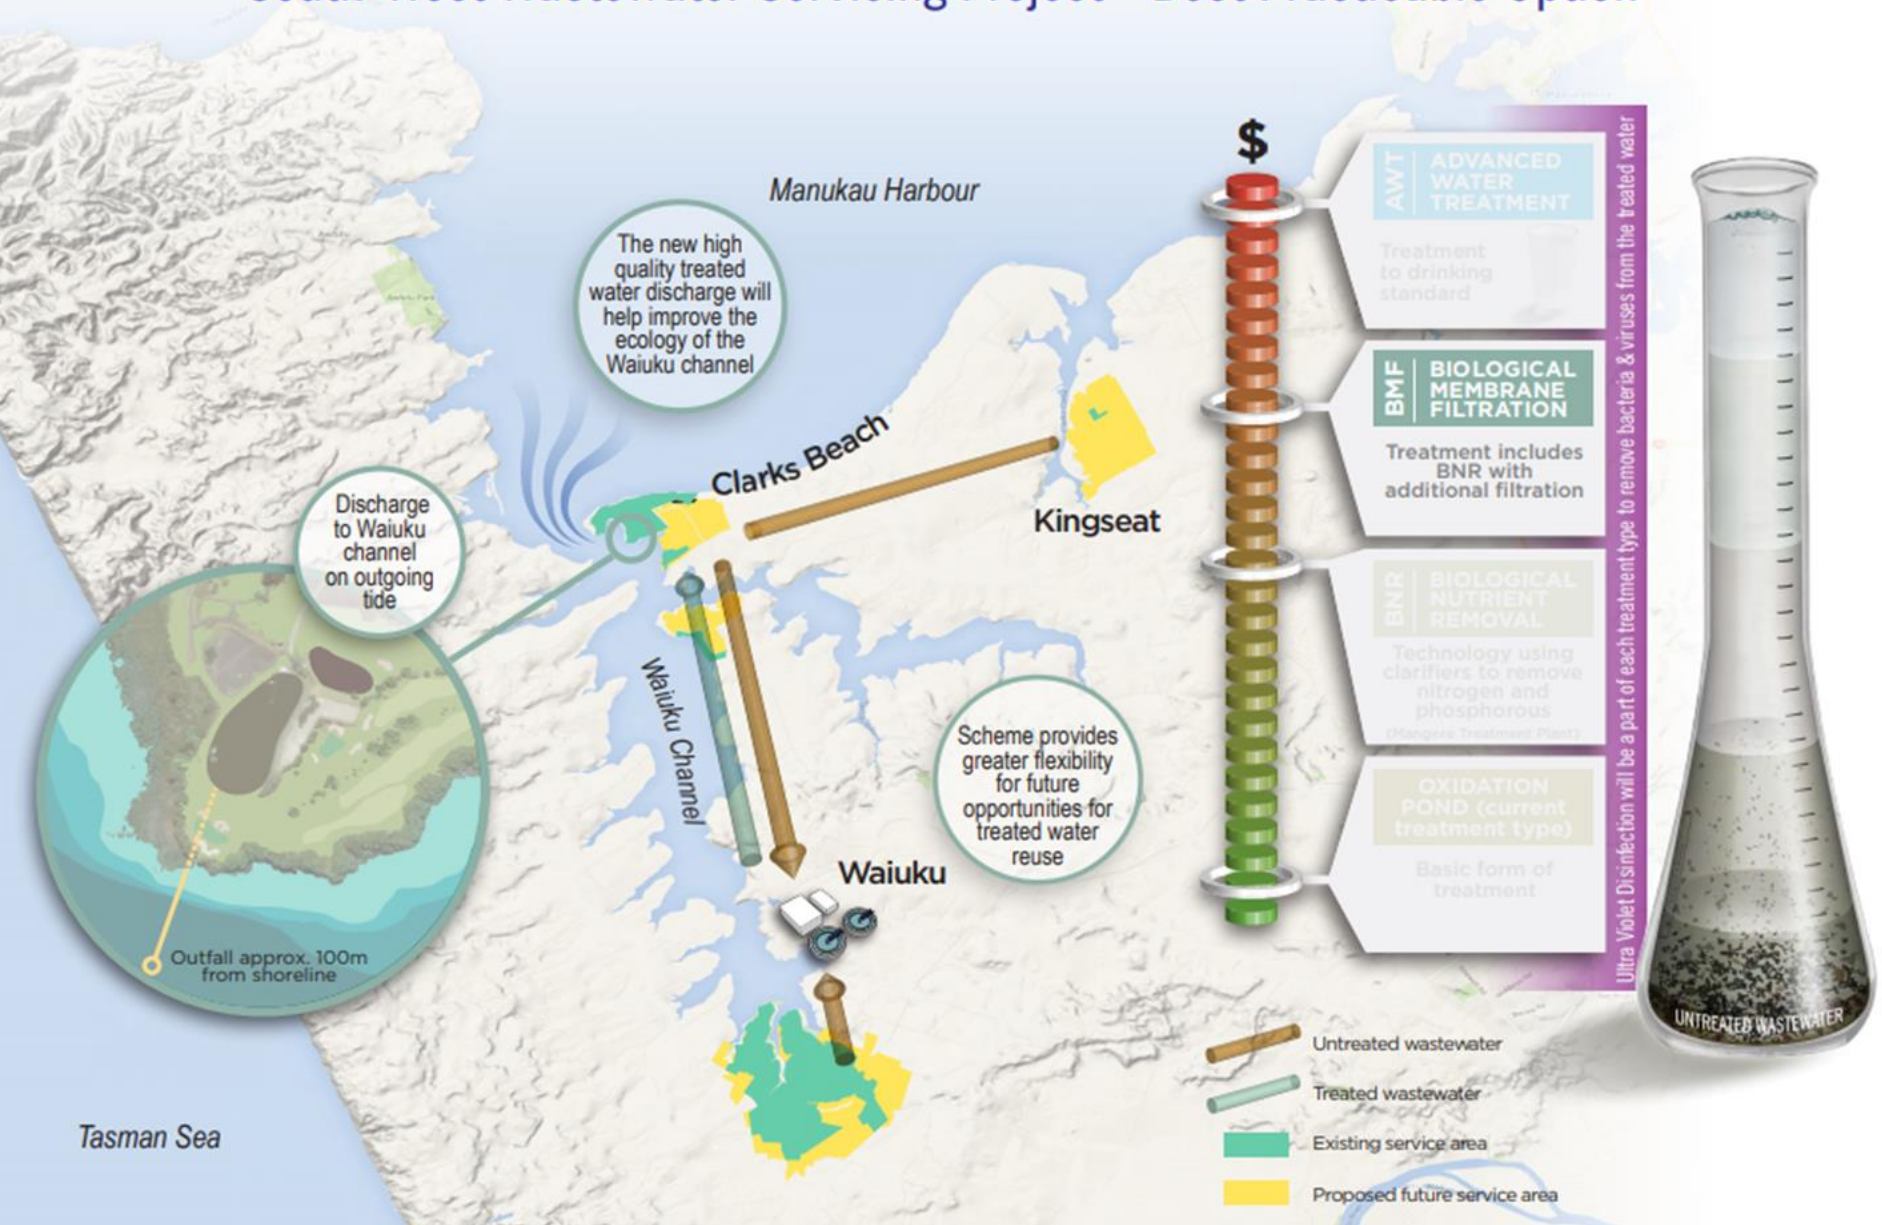 Manukau Harbour
The new high
quality treated
water discharge will
help improve the
ecology of the
Waiuku channel
Clarks Beach
Kingseat
Discharge
to Waiuku
channel
on outgoing
tide
Outfall approx. 100m
from shoreline
Waiuku Channel
Scheme provides
greater flexibility
for future
opportunities for
treated water
reuse
Waiuku
Tasman Sea
$
AWT
ADVANCED
WATER
TREATMENT
Treatment
to drinking
standard
BMF
BIOLOGICAL
MEMBRANE
FILTRATION
Treatment includes
BNR with
additional filtration
BNR
BIOLOGICAL
NUTRIENT
REMOVAL
Technology using
clarifiers to remove
nitrogen and
phosphorous
(Mangere Treatment Plant)
OXIDATION
POND (current
treatment type)
Basic form of
treatment
Ultra Violet Disinfection will be a part of each treatment type to remove bacteria & viruses from the treated water
UNTREATED WASTEWATER
Untreated wastewater
Treated wastewater
Existing service area
Proposed future service area